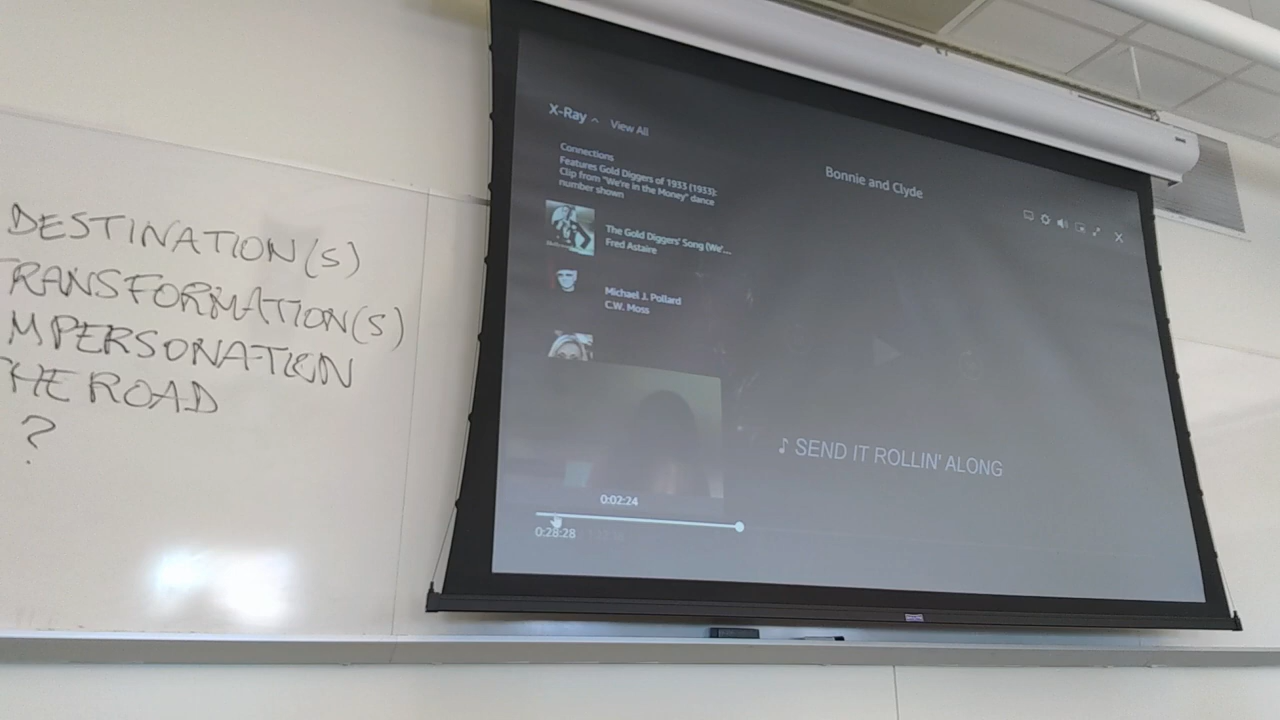 DESTINATION(S)
TRANSFORMATION(S)
MPERSONATION
THE ROAD
?
X-Ray View All
Connections
Features Gold Diggers of 1933 (1933):
Clip from "We're in the Money" dance
number shown
The Gold Diggers' Song (We'...
Fred Astaire
Michael J. Pollard
C.W. Moss
Bonnie and Clyde
♪ SEND IT ROLLIN' ALONG
0:02:24
0:28:28